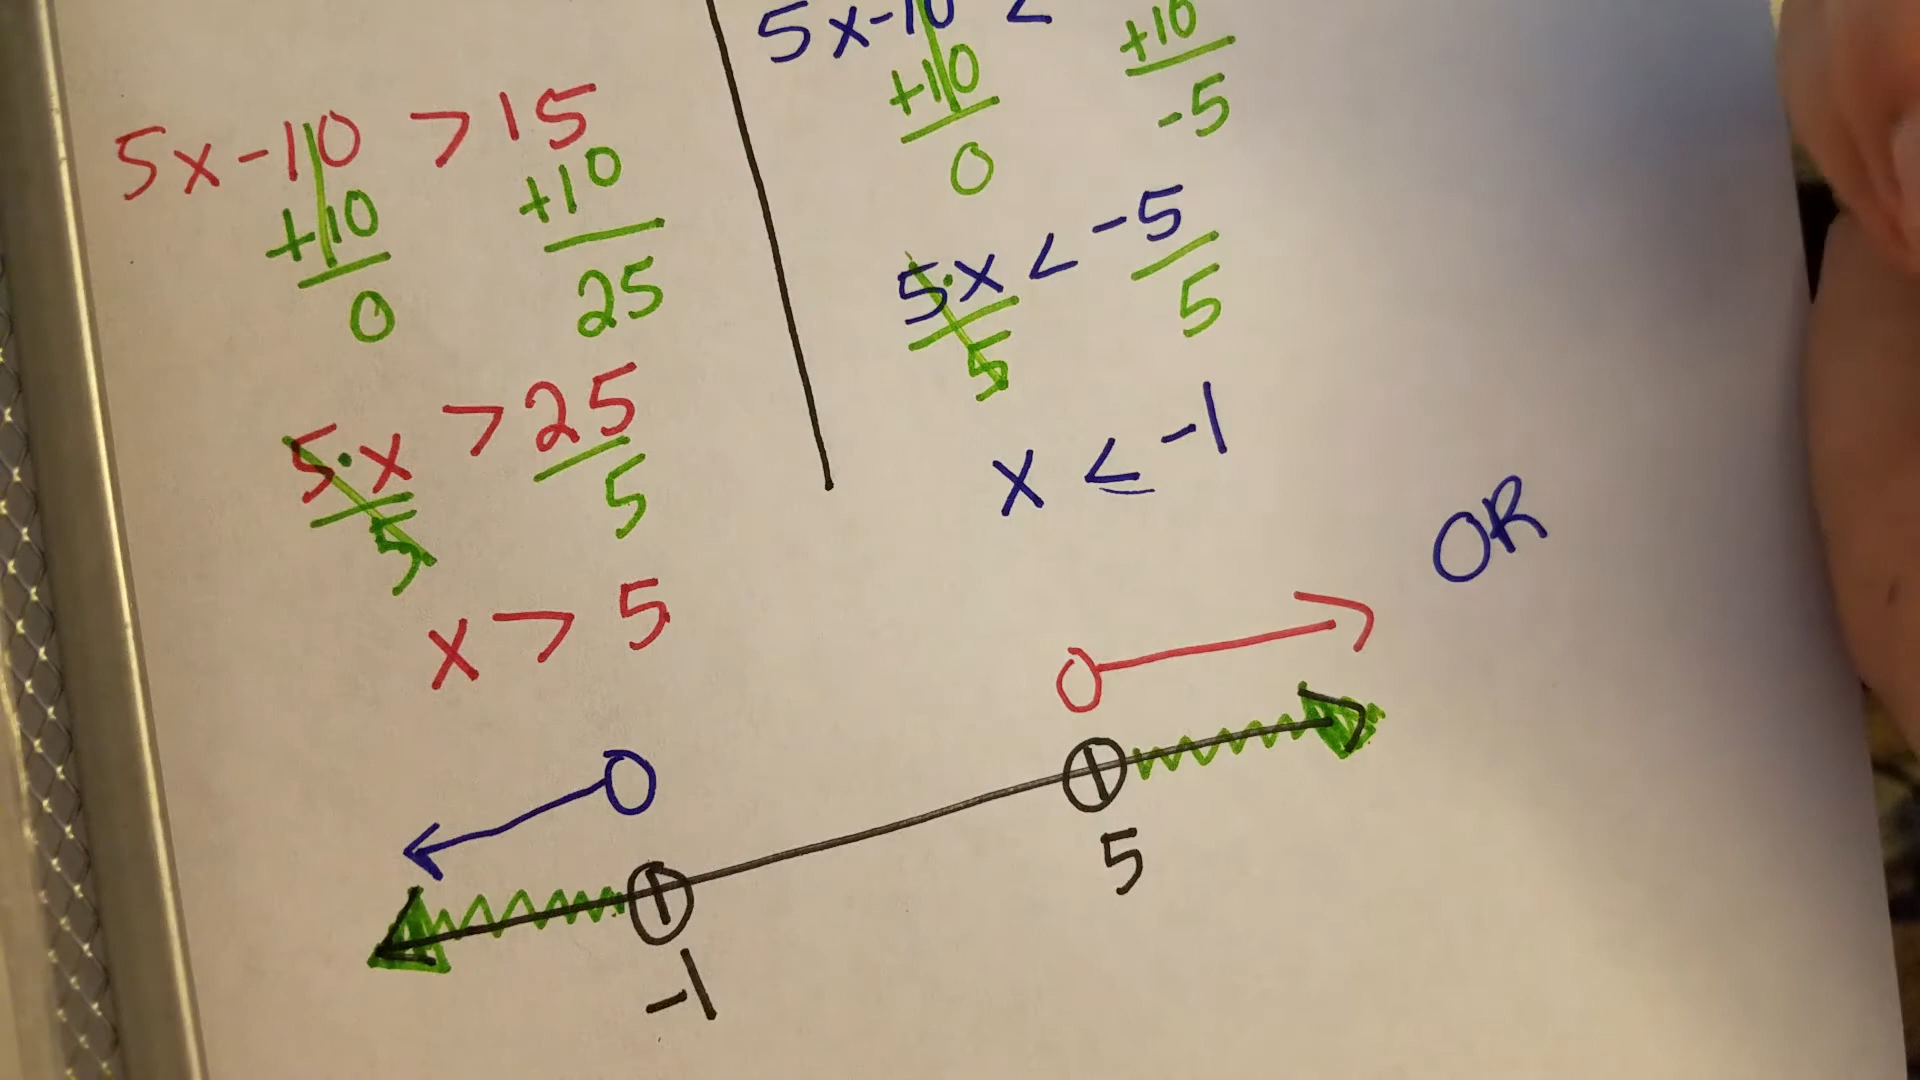 5x-10 > 15
+10 +10
0 25
5·x > 25
5 5
x > 5
5x-10 <
+10 +10
0 -5
5·x < -5
5 5
x < -1
OR
-1 5